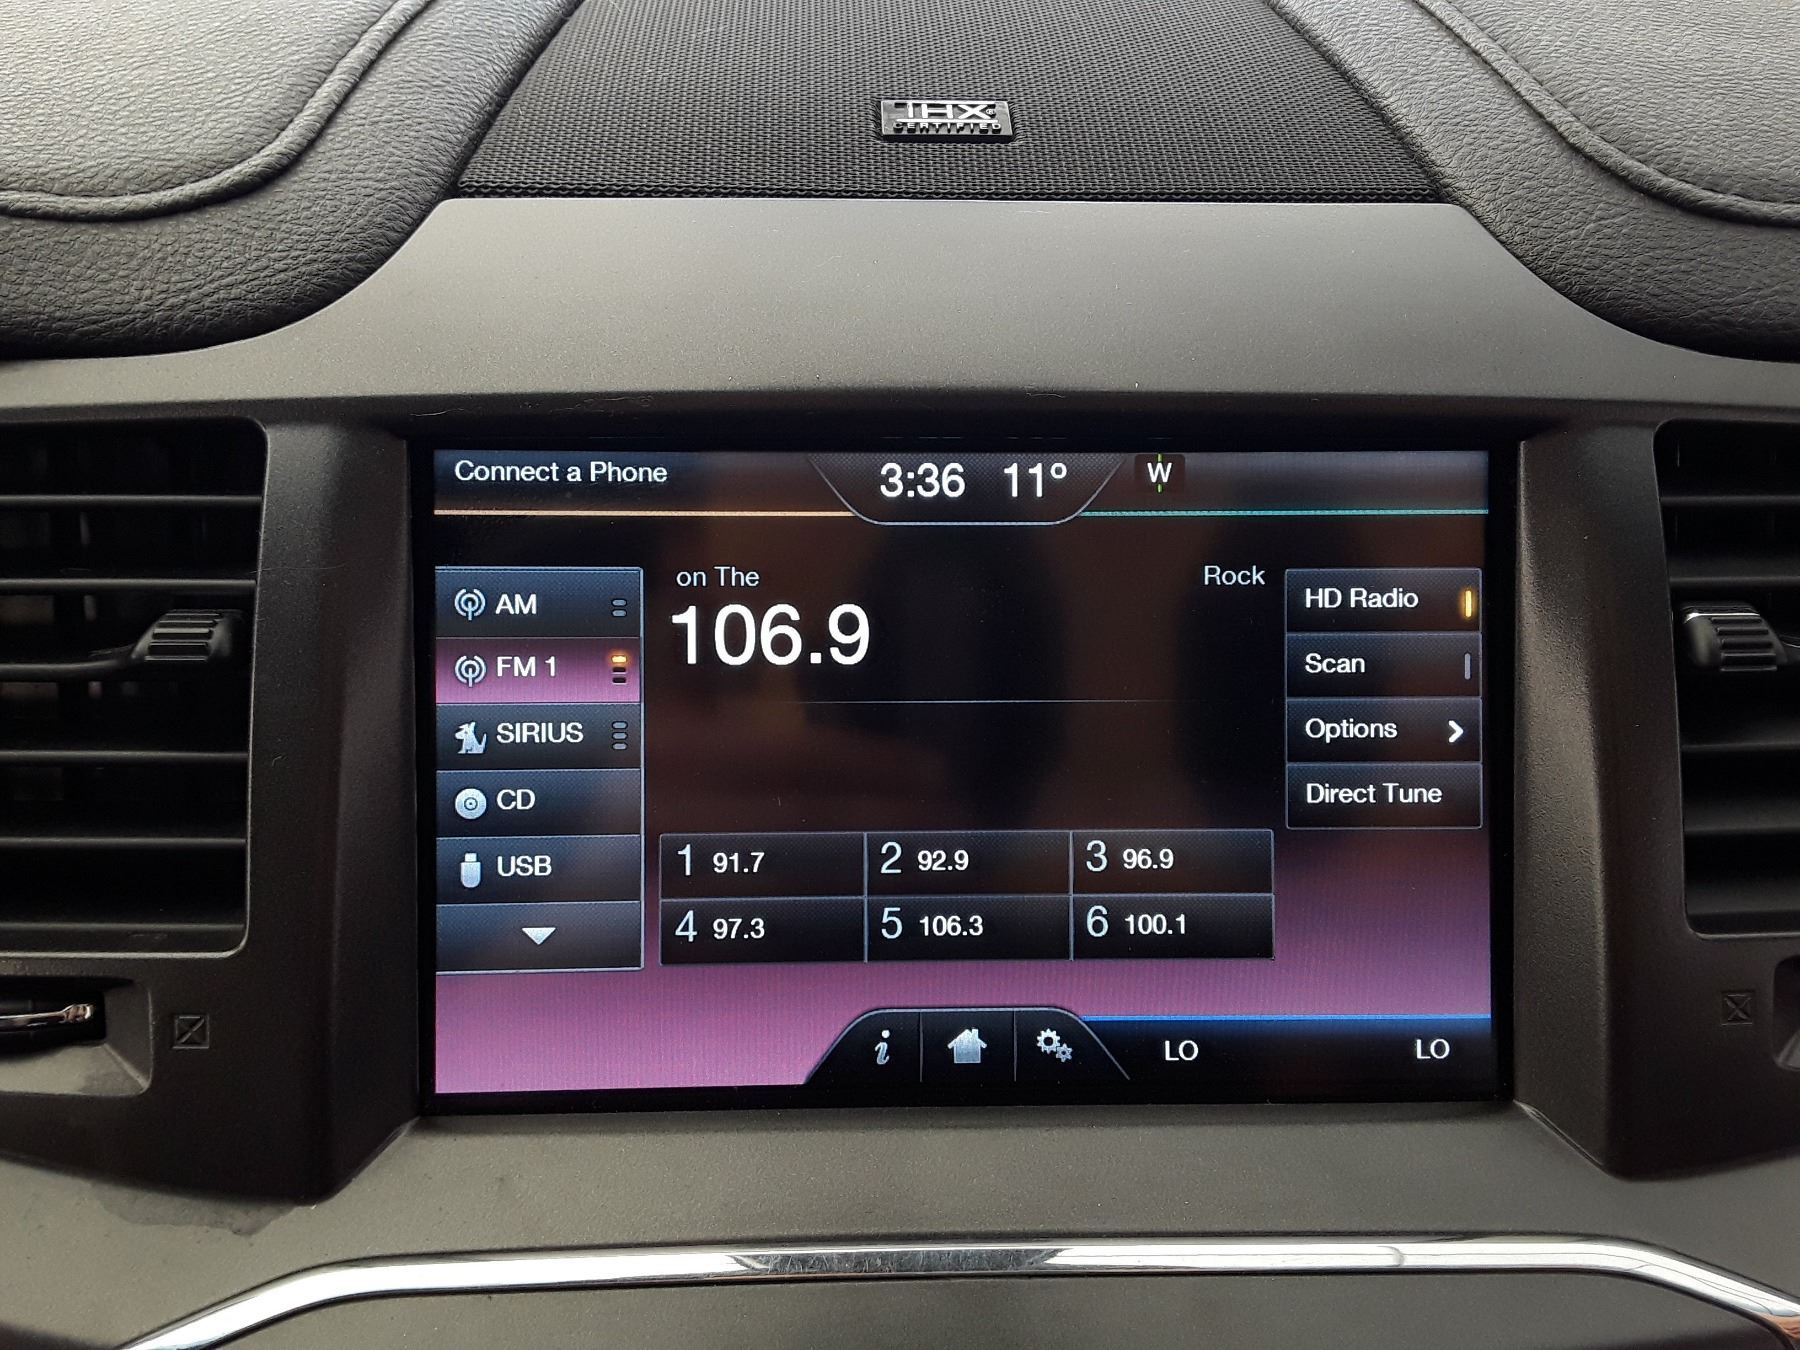 THX
CERTIFIED
Connect a Phone
3:36 11° W
on The
106.9
Rock
AM
FM 1
SIRIUS
CD
USB
HD Radio
Scan
Options
Direct Tune
1 91.7 2 92.9 3 96.9
4 97.3 5 106.3 6 100.1
i
LO LO